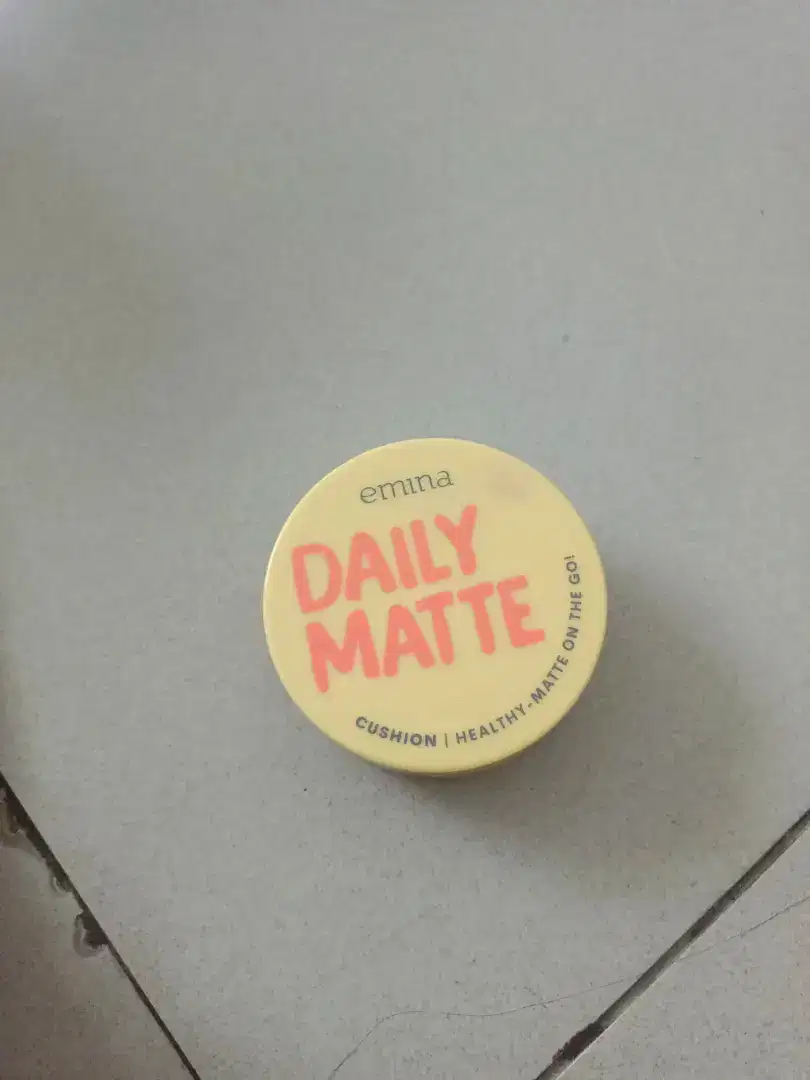 emina
DAILY
MATTE
CUSHION | HEALTHY-MATTE ON THE GO!